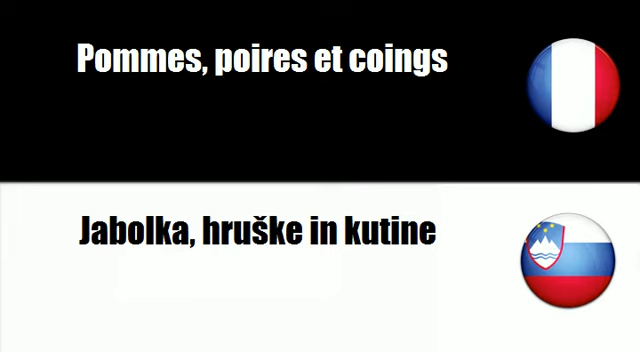 Pommes, poires et coings
Jabolka, hruške in kutine